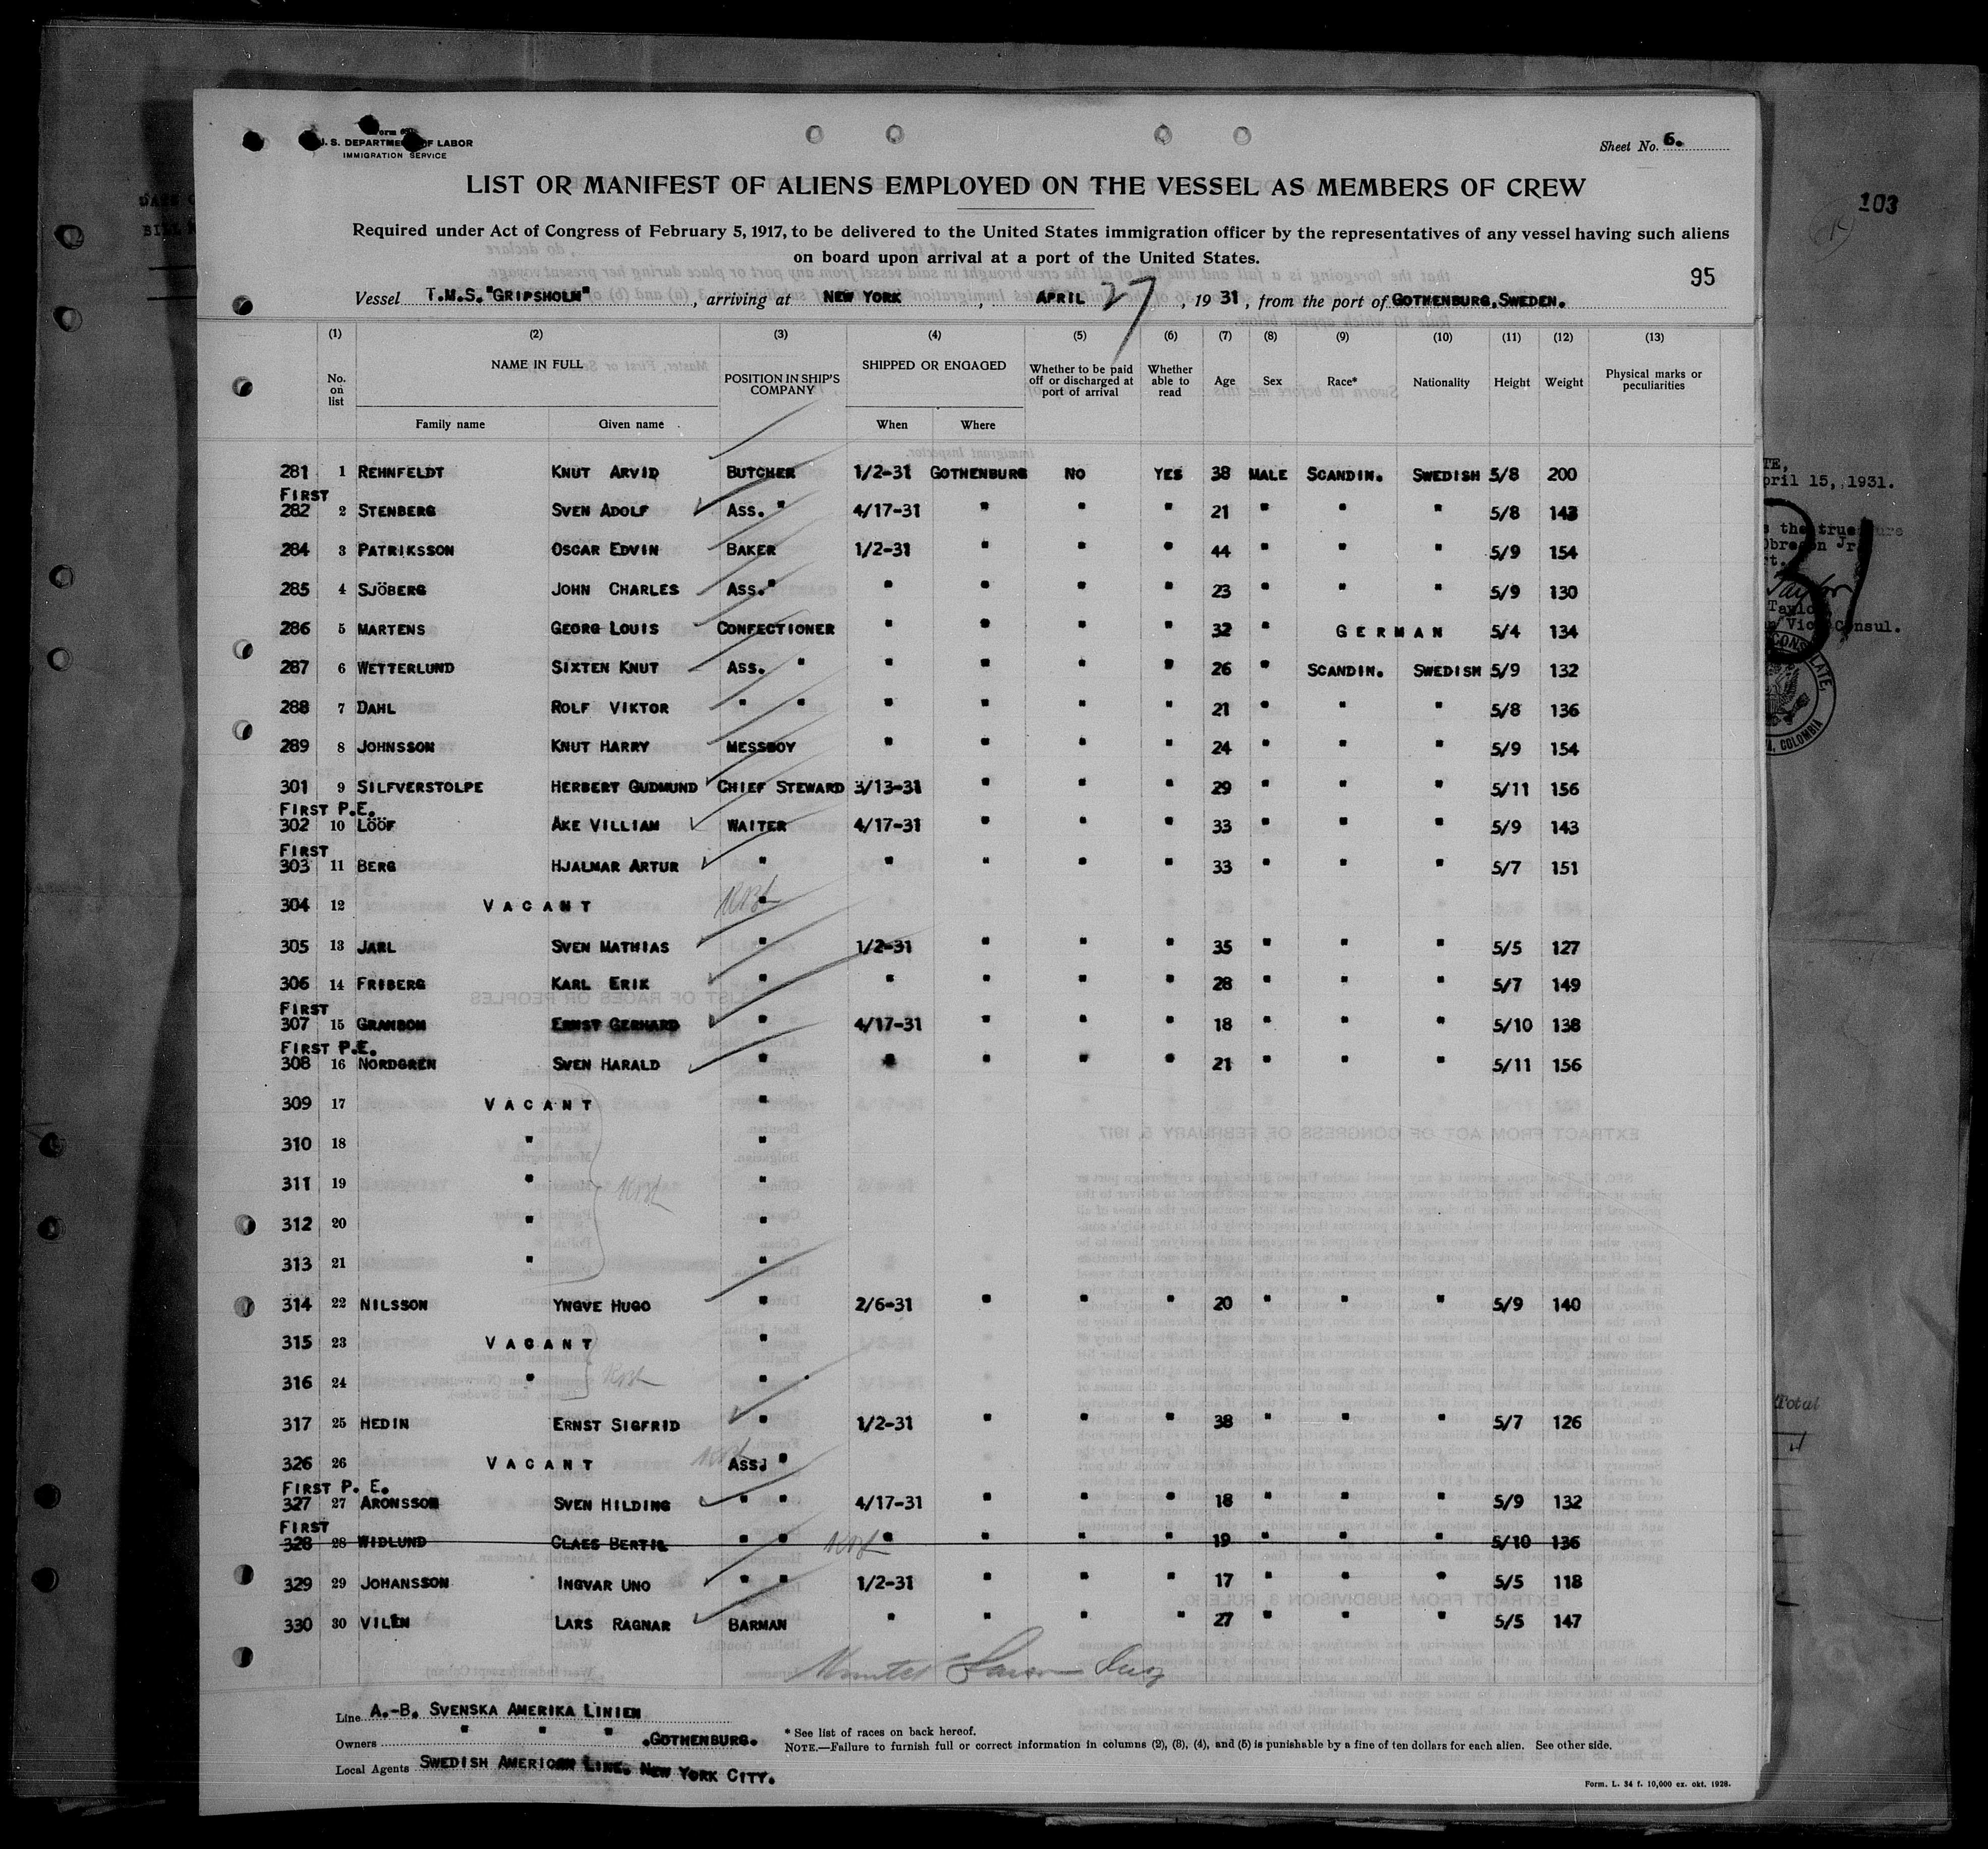 U. S. DEPARTMENT OF LABOR
IMMIGRATION SERVICE
Sheet No. 6.
LIST OR MANIFEST OF ALIENS EMPLOYED ON THE VESSEL AS MEMBERS OF CREW
103
Required under Act of Congress of February 5, 1917, to be delivered to the United States immigration officer by the representatives of any vessel having such aliens
on board upon arrival at a port of the United States.
95
Vessel T.M.S. "GRIPSHOLM", arriving at NEW YORK, APRIL 27, 1931, from the port of GOTHENBURG, SWEDEN.
(1) (2) (3) (4) (5) (6) (7) (8) (9) (10) (11) (12) (13)
No. on list NAME IN FULL POSITION IN SHIP'S COMPANY SHIPPED OR ENGAGED Whether to be paid off or discharged at port of arrival Whether able to read Age Sex Race* Nationality Height Weight Physical marks or peculiarities
Family name Given name When Where
281 1 REHNFELDT KNUT ARVID BUTCHER 1/2-31 GOTHENBURG NO YES 38 MALE SCANDIN. SWEDISH 5/8 200
FIRST
282 2 STENBERG SVEN ADOLF ASS. " 4/17-31 " " " 21 " " " 5/8 143
284 3 PATRIKSSON OSCAR EDVIN BAKER 1/2-31 " " " 44 " " " 5/9 154
285 4 SJÖBERG JOHN CHARLES ASS. " " " " " 23 " " " 5/9 130
286 5 MARTENS GEORG LOUIS CONFECTIONER " " " " 32 " GERMAN 5/4 134
287 6 WETTERLUND SIXTEN KNUT ASS. " " " " " 26 " SCANDIN. SWEDISH 5/9 132
288 7 DAHL ROLF VIKTOR " " " " " " 21 " " " 5/8 136
289 8 JOHNSSON KNUT HARRY MESSBOY " " " " 24 " " " 5/9 154
301 9 SILFVERSTOLPE HERBERT GUDMUND CHIEF STEWARD 3/13-31 " " " 29 " " " 5/11 156
FIRST P.E.
302 10 LÖÖF ÅKE VILLIAM WAITER 4/17-31 " " " 33 " " " 5/9 143
FIRST
303 11 BERG HJALMAR ARTUR " " " " " 33 " " " 5/7 151
304 12 VACANT "
305 13 JARL SVEN MATHIAS " 1/2-31 " " " 35 " " " 5/5 127
306 14 FRIBERG KARL ERIK " " " " " 28 " " " 5/7 149
FIRST
307 15 GRANBOM ERNST GERHARD " 4/17-31 " " " 18 " " " 5/10 138
FIRST P.E.
308 16 NORDGREN SVEN HARALD " " " " " 21 " " " 5/11 156
309 17 VACANT "
310 18 " "
311 19 " "
312 20 " "
313 21 " "
314 22 NILSSON YNGVE HUGO " 2/6-31 " " " 20 " " " 5/9 140
315 23 VACANT "
316 24 " "
317 25 HEDIN ERNST SIGFRID " 1/2-31 " " " 38 " " " 5/7 126
326 26 VACANT ASS. "
FIRST P. E.
327 27 ARONSSON SVEN HILDING " " 4/17-31 " " " 18 " " " 5/9 132
FIRST
328 28 WIDLUND CLAES BERTIL " " " " " " 19 " " " 5/10 136
329 29 JOHANSSON INGVAR UNO " " 1/2-31 " " " 17 " " " 5/5 118
330 30 VILÉN LARS RAGNAR BARMAN " " " " 27 " " " 5/5 147
Line A.-B. SVENSKA AMERIKA LINIEN
Owners " " " .GOTHENBURG.
Local Agents SWEDISH AMERICAN LINE. NEW YORK CITY.
* See list of races on back hereof.
NOTE.—Failure to furnish full or correct information in columns (2), (3), (4), and (5) is punishable by a fine of ten dollars for each alien. See other side.
Form. L. 34 f. 10,000 ex. okt. 1928.
April 15, 1931.
Total